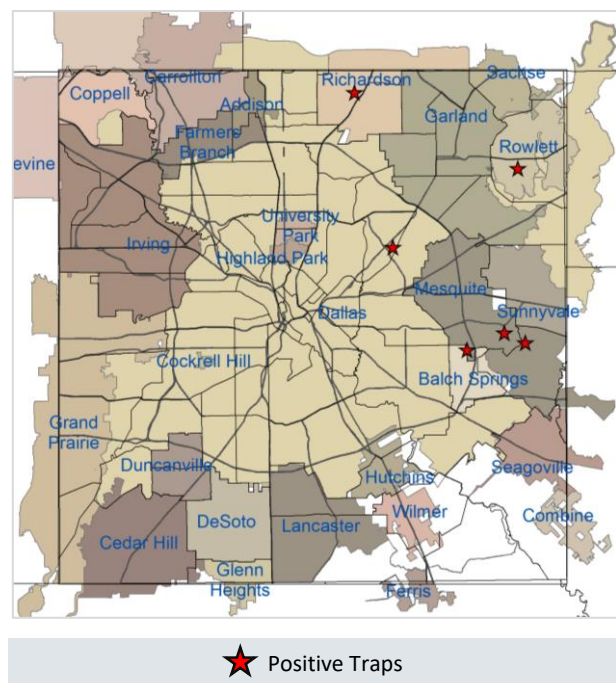 Coppell
Carrollton
Addison
Richardson
Sachse
Garland
Farmers
Branch
Rowlett
evine
University
Park
Irving
Highland Park
Mesquite
Sunnyvale
Dallas
Cockrell Hill
Balch Springs
Grand
Prairie
Duncanville
Hutchins
Seagoville
DeSoto
Lancaster
Wilmer
Combine
Cedar Hill
Glenn
Heights
Ferris
Positive Traps